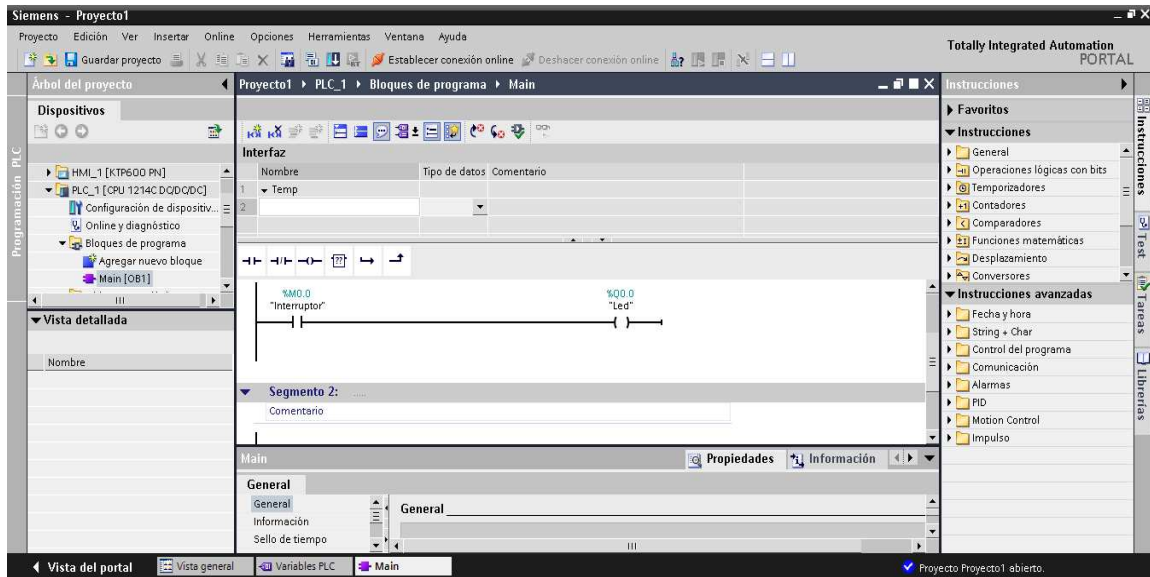 Siemens - Proyecto1
Proyecto Edición Ver Insertar Online Opciones Herramientas Ventana Ayuda
Totally Integrated Automation
PORTAL
Guardar proyecto
Establecer conexión online
Deshacer conexión online
Árbol del proyecto
Proyecto1 Ⓧ PLC_1 Bloques de programa Main
Instrucciones
Dispositivos
Programación PLC
HMI_1 [KTP600 PN]
PLC_1 [CPU 1214C DC/DC/DC]
Configuración de dispositiv...
Online y diagnóstico
Bloques de programa
Agregar nuevo bloque
Main [OB1]
Vista detallada
Nombre
Interfaz
Nombre Tipo de datos Comentario
1 Temp
2
??
%M0.0
"Interruptor"
%Q0.0
"Led"
Segmento 2: .....
Comentario
Main
Propiedades
Información
General
General
Información
Sello de tiempo
General
Favoritos
Instrucciones
General
Operaciones lógicas con bits
Temporizadores
Contadores
Comparadores
Funciones matemáticas
Desplazamiento
Conversores
Instrucciones avanzadas
Fecha y hora
String + Char
Control del programa
Comunicación
Alarmas
PID
Motion Control
Impulso
Instrucciones
Test
Tareas
Librerías
Vista del portal
Vista general
Variables PLC
Main
Proyecto Proyecto1 abierto.